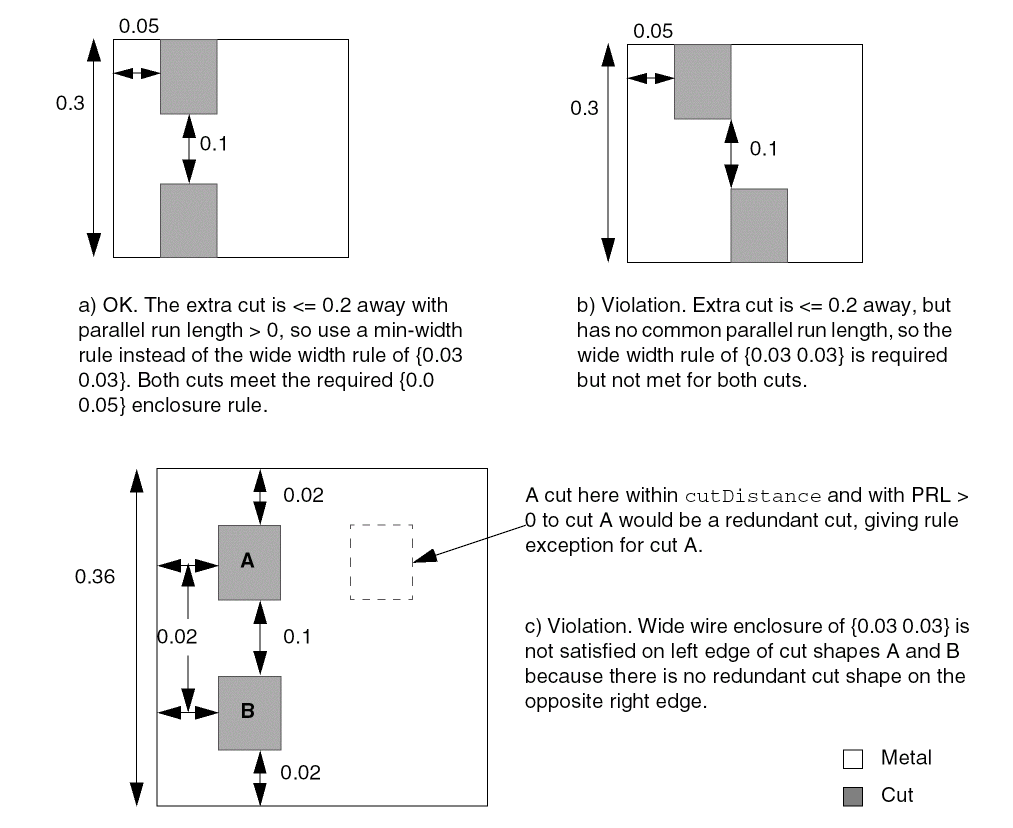 0.05
0.3
0.1
a) OK. The extra cut is <= 0.2 away with
parallel run length > 0, so use a min-width
rule instead of the wide width rule of {0.03
0.03}. Both cuts meet the required {0.0
0.05} enclosure rule.
0.05
0.3
0.1
b) Violation. Extra cut is <= 0.2 away, but
has no common parallel run length, so the
wide width rule of {0.03 0.03} is required
but not met for both cuts.
0.02
A
0.36
0.02
0.1
B
0.02
A cut here within cutDistance and with PRL >
0 to cut A would be a redundant cut, giving rule
exception for cut A.
c) Violation. Wide wire enclosure of {0.03 0.03} is
not satisfied on left edge of cut shapes A and B
because there is no redundant cut shape on the
opposite right edge.
Metal
Cut